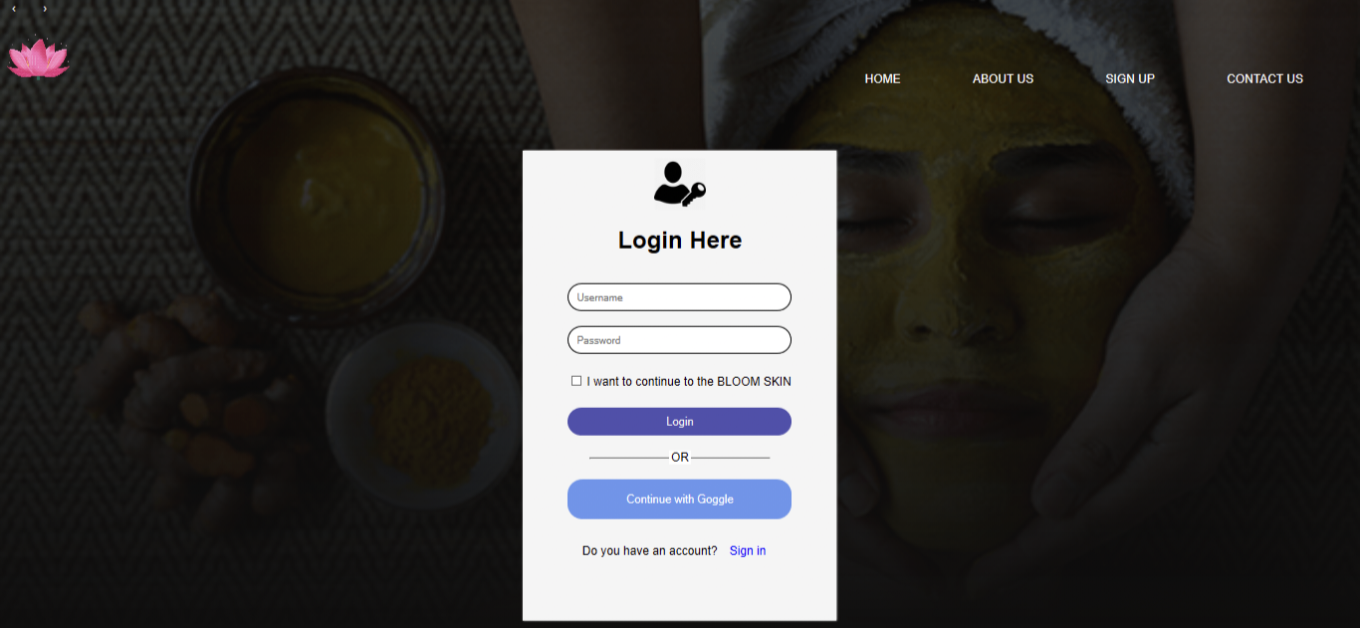 HOME ABOUT US SIGN UP CONTACT US
Login Here
Username
Password
I want to continue to the BLOOM SKIN
Login
OR
Continue with Goggle
Do you have an account? Sign in